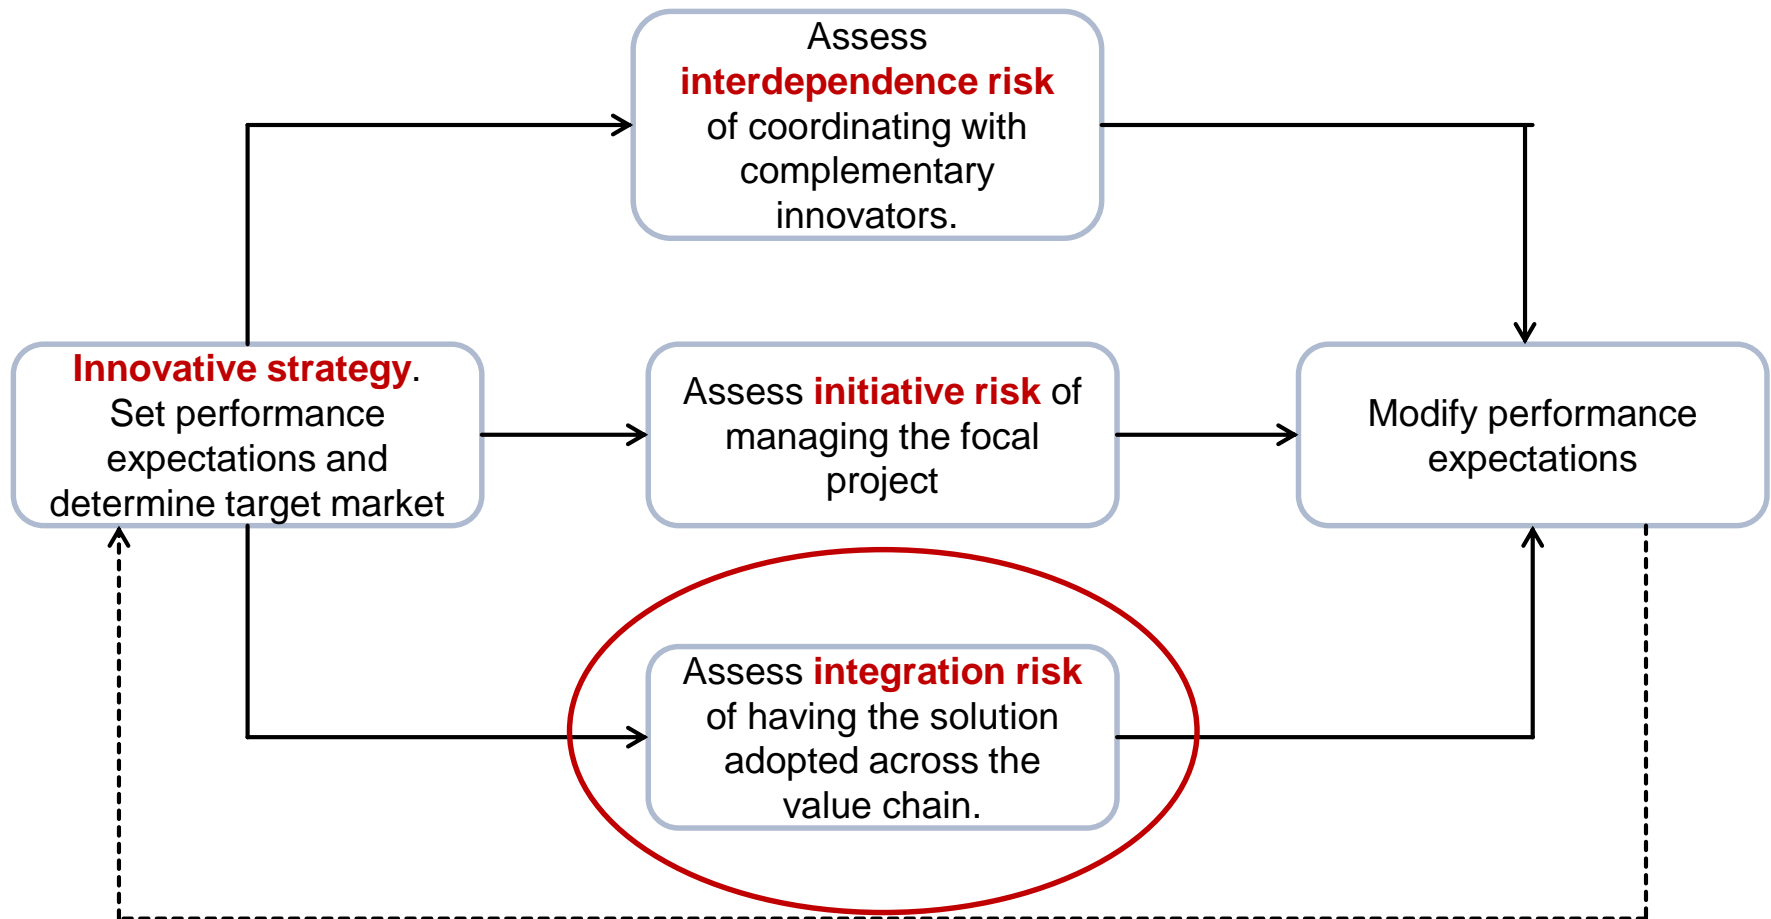 Assess
interdependence risk
of coordinating with
complementary
innovators.
Innovative strategy.
Set performance
expectations and
determine target market
Assess initiative risk of
managing the focal
project
Modify performance
expectations
Assess integration risk
of having the solution
adopted across the
value chain.